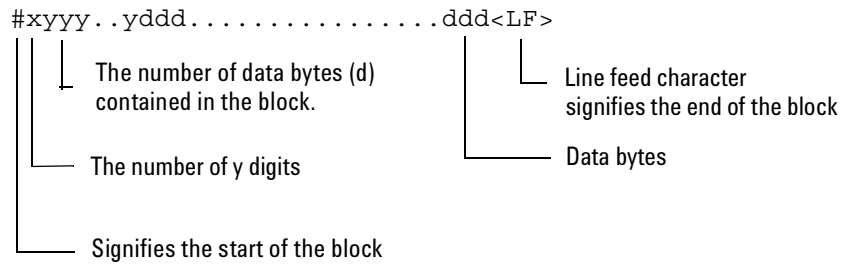 #xyyy..yddd................ddd<LF>
The number of data bytes (d)
contained in the block.
Line feed character
signifies the end of the block
The number of y digits
Data bytes
Signifies the start of the block